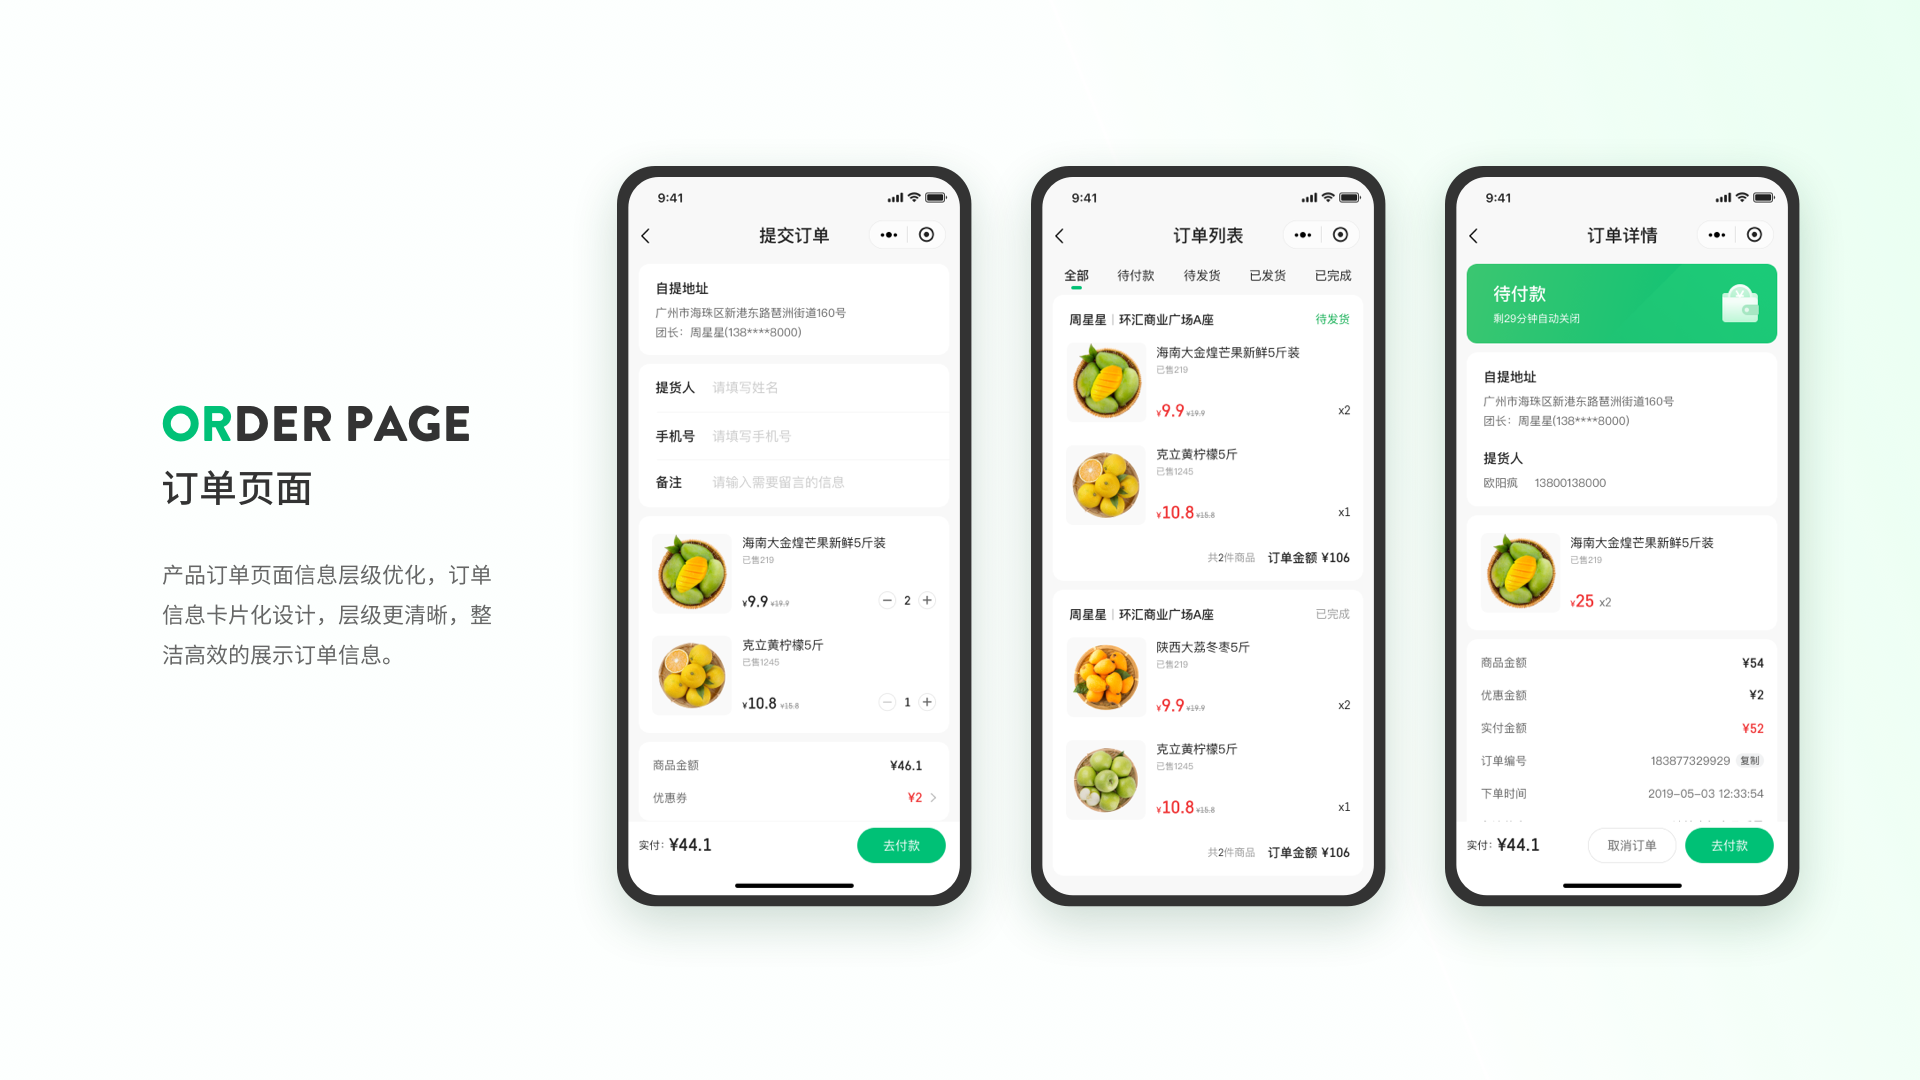 ORDER PAGE
订单页面
产品订单页面信息层级优化，订单
信息卡片化设计，层级更清晰，整
洁高效的展示订单信息。
9:41
提交订单
自提地址
广州市海珠区新港东路琶洲街道160号
团长：周星星(138****8000)
提货人 请填写姓名
手机号 请填写手机号
备注 请输入需要留言的信息
海南大金煌芒果新鲜5斤装
已售219
¥9.9 ¥19.9 2
克立黄柠檬5斤
已售1245
¥10.8 ¥15.8 1
商品金额 ¥46.1
优惠券 ¥2
实付：¥44.1 去付款
9:41
订单列表
全部 待付款 待发货 已发货 已完成
周星星 | 环汇商业广场A座 待发货
海南大金煌芒果新鲜5斤装
已售219
¥9.9 ¥19.9 x2
克立黄柠檬5斤
已售1245
¥10.8 ¥15.8 x1
共2件商品 订单金额 ¥106
周星星 | 环汇商业广场A座 已完成
陕西大荔冬枣5斤
已售219
¥9.9 ¥19.9 x2
克立黄柠檬5斤
已售1245
¥10.8 ¥15.8 x1
共2件商品 订单金额 ¥106
9:41
订单详情
待付款
剩29分钟自动关闭
自提地址
广州市海珠区新港东路琶洲街道160号
团长：周星星(138****8000)
提货人
欧阳疯 13800138000
海南大金煌芒果新鲜5斤装
已售219
¥25 x2
商品金额 ¥54
优惠金额 ¥2
实付金额 ¥52
订单编号 183877329929 复制
下单时间 2019-05-03 12:33:54
实付：¥44.1 取消订单 去付款